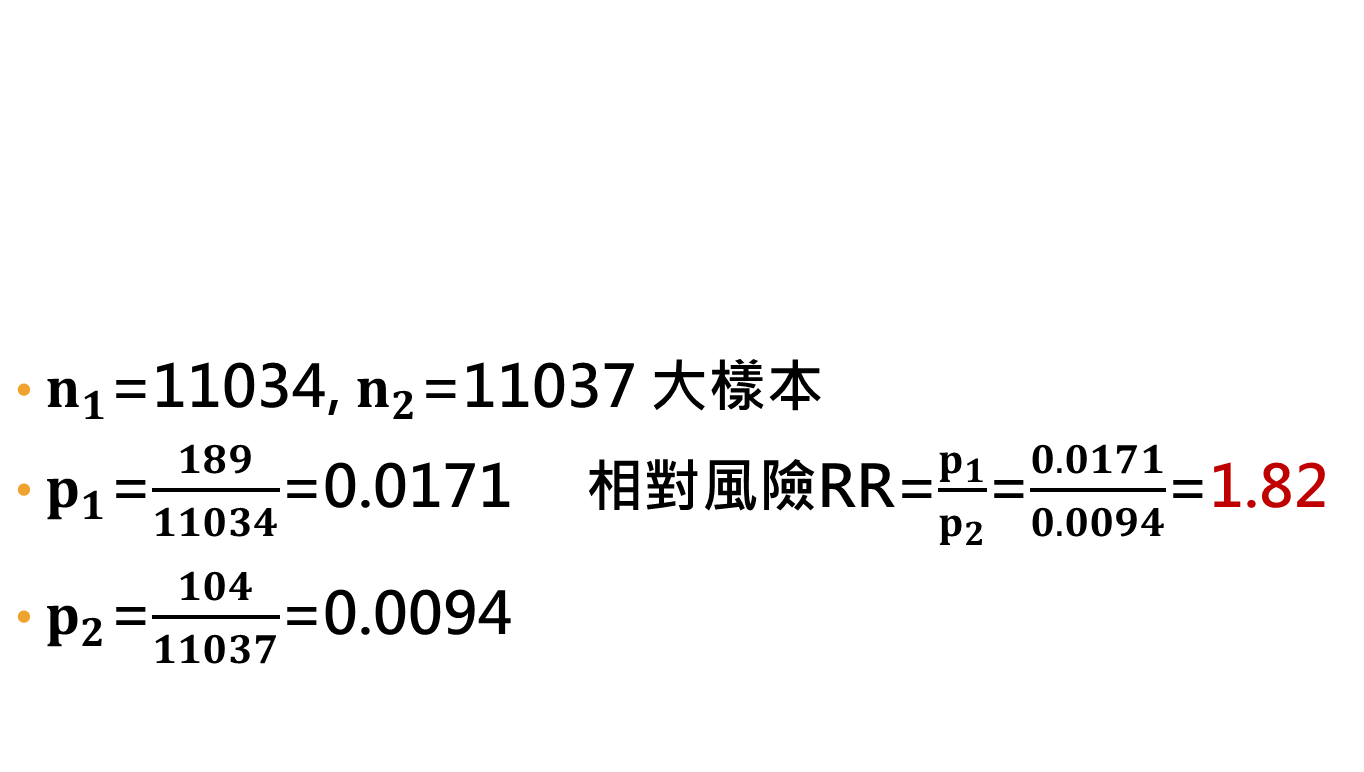 • n₁=11034, n₂=11037 大樣本
• p₁=189/11034=0.0171 相對風險RR=p₁/p₂=0.0171/0.0094=1.82
• p₂=104/11037=0.0094